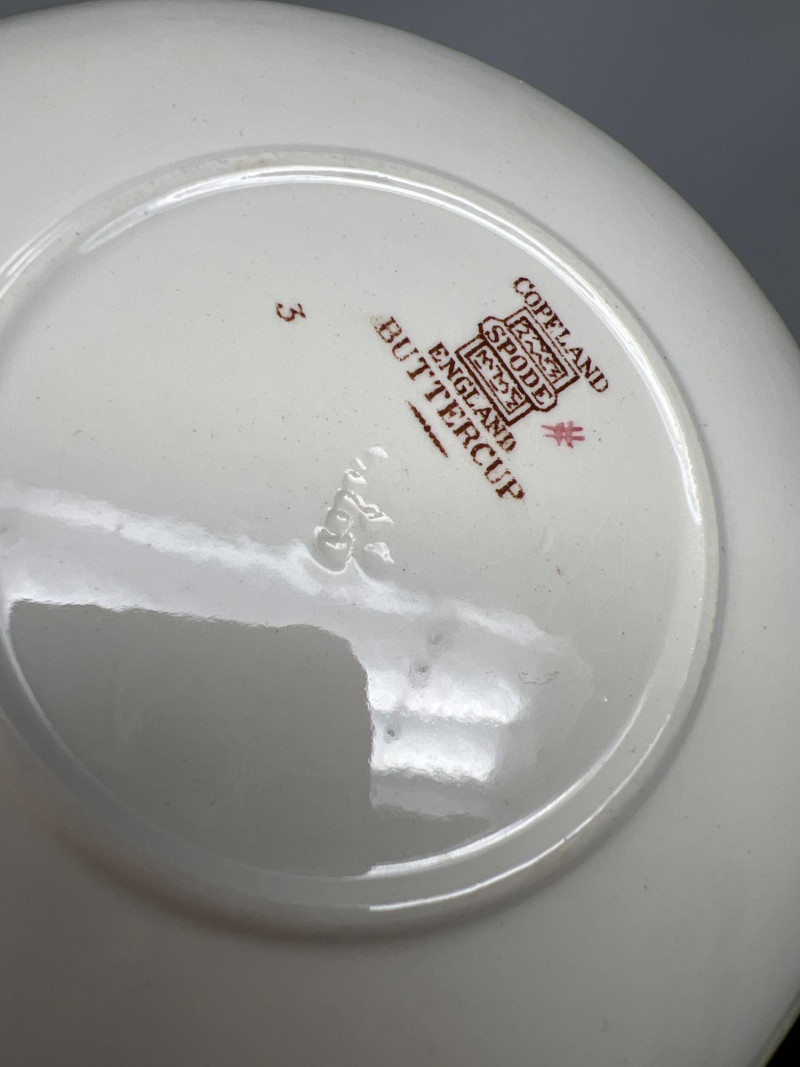 COPELAND
SPODE
ENGLAND
BUTTERCUP
3